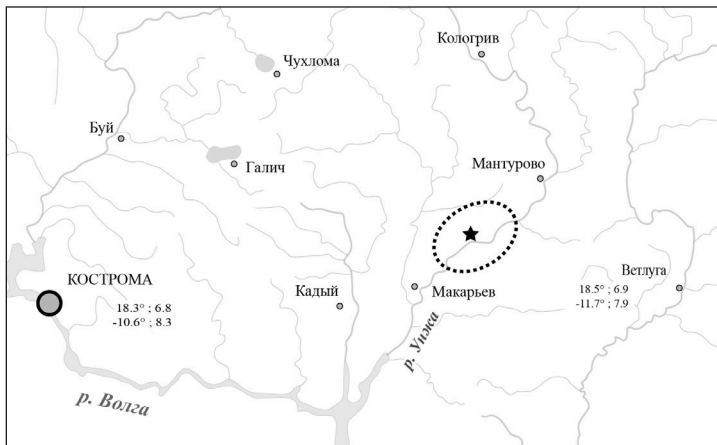 Кологрив
Чухлома
Буй
Галич
Мантурово
КОСТРОМА
18.3° ; 6.8
-10.6° ; 8.3
Кадый
Макарьев
Ветлуга
18.5° ; 6.9
-11.7° ; 7.9
р. Унжа
р. Волга